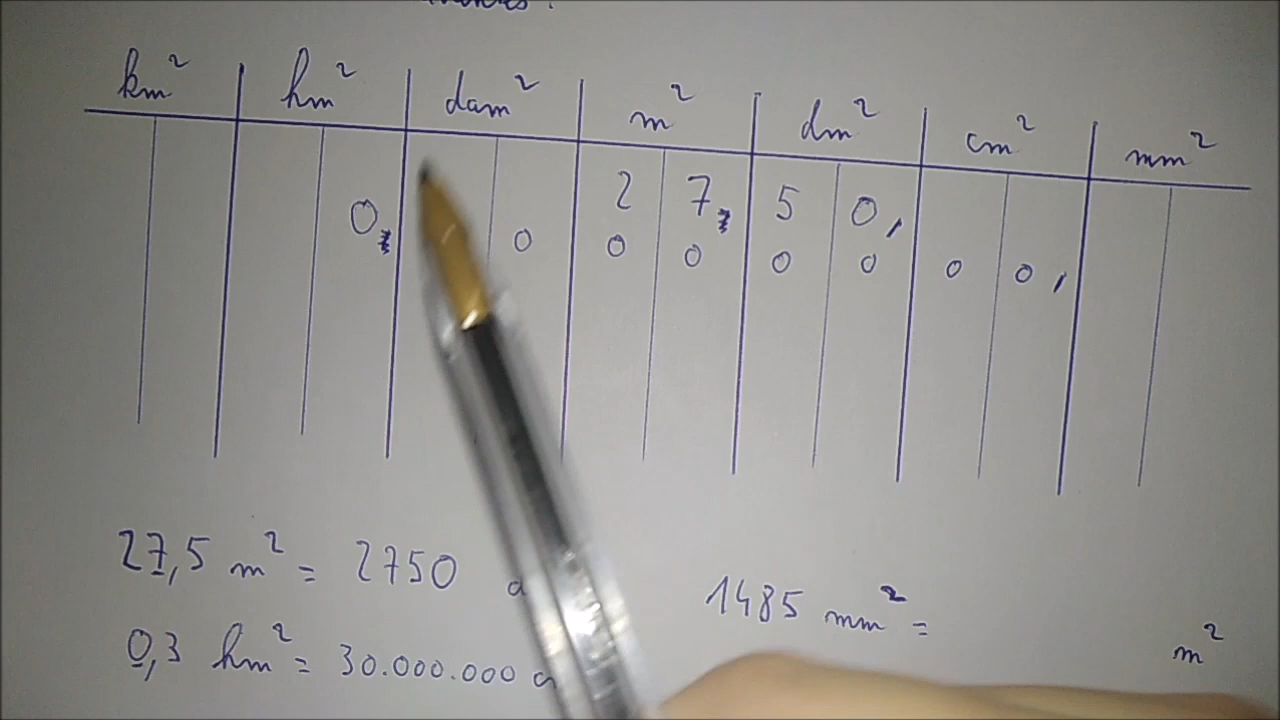 km² hm² dam² m² dm² cm² mm²
2 7, 5 0,
0, 0 0 0 0 0 0 0,
27,5 m² = 2750
1485 mm² = m²
0,3 hm² = 30.000.000